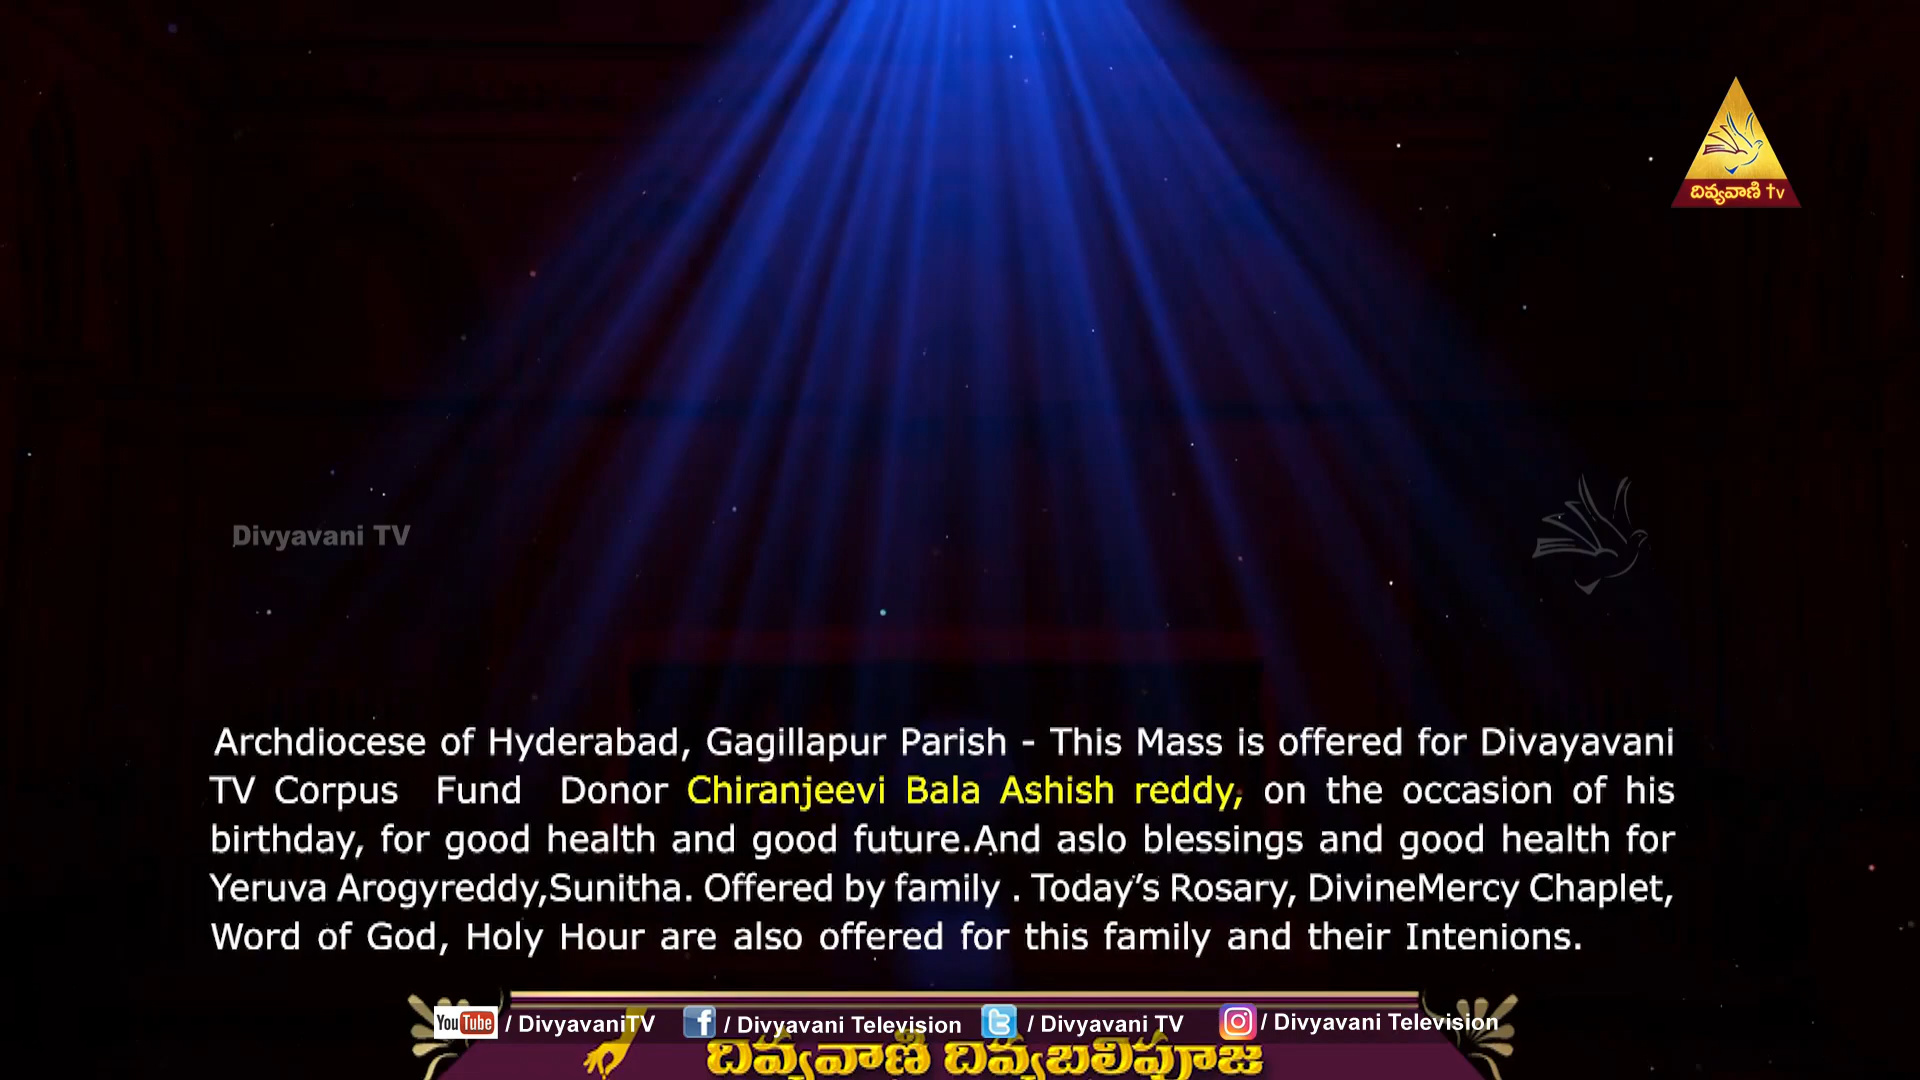 దివ్యవాణి tv
Divyavani TV
Archdiocese of Hyderabad, Gagillapur Parish - This Mass is offered for Divayavani
TV Corpus Fund Donor Chiranjeevi Bala Ashish reddy, on the occasion of his
birthday, for good health and good future.And aslo blessings and good health for
Yeruva Arogyreddy,Sunitha. Offered by family . Today’s Rosary, DivineMercy Chaplet,
Word of God, Holy Hour are also offered for this family and their Intenions.
YouTube / DivyavaniTV f / Divyavani Television / Divyavani TV / Divyavani Television
దివ్యవాణి దివ్యబలిపూజ